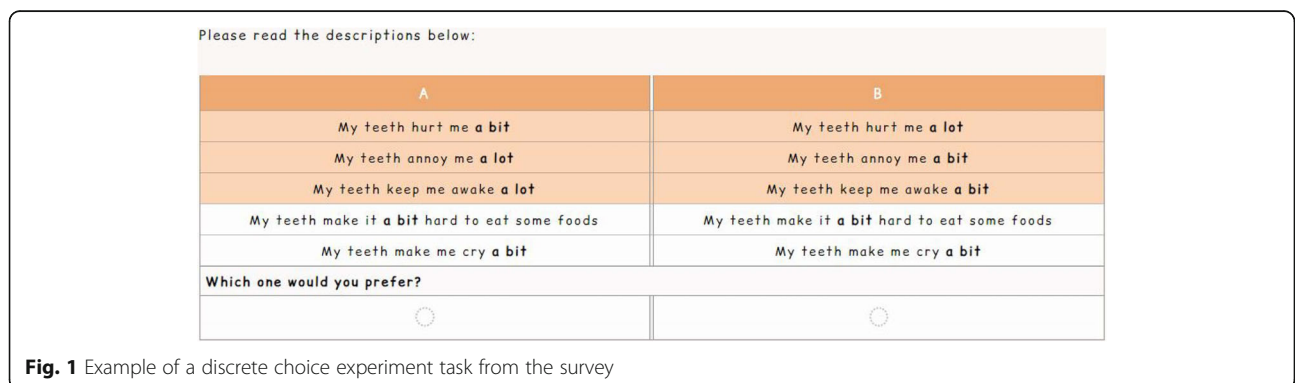 Please read the descriptions below:
A B
My teeth hurt me a bit My teeth hurt me a lot
My teeth annoy me a lot My teeth annoy me a bit
My teeth keep me awake a lot My teeth keep me awake a bit
My teeth make it a bit hard to eat some foods My teeth make it a bit hard to eat some foods
My teeth make me cry a bit My teeth make me cry a bit
Which one would you prefer?
Fig. 1 Example of a discrete choice experiment task from the survey